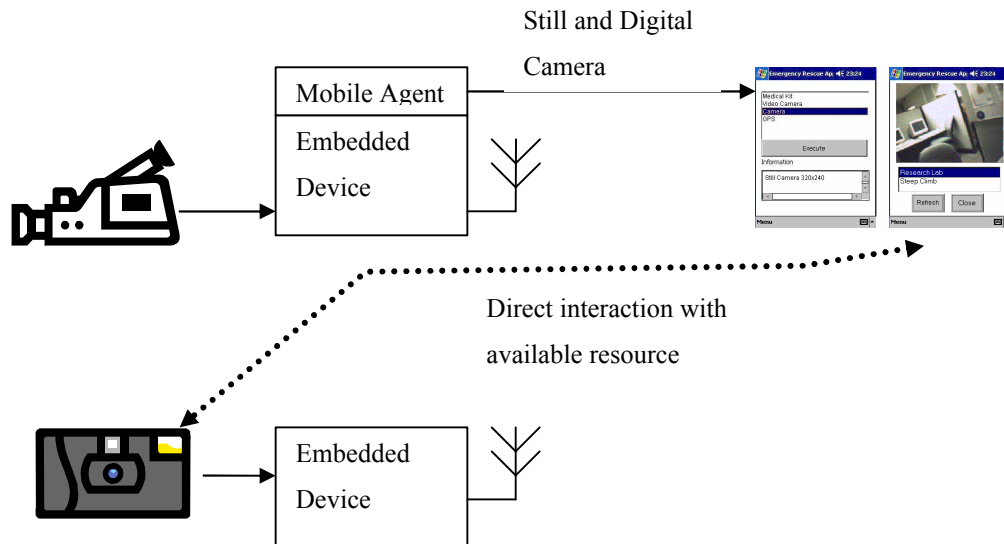 Still and Digital
Camera
Mobile Agent
Embedded
Device
Emergency Rescue Ap 23:24
Medical Kit
Video Camera
Camera
GPS
Execute
Information
Still Camera 320x240
Menu
Emergency Rescue Ap 23:24
Research Lab
Steep Climb
Refresh Close
Menu
Direct interaction with
available resource
Embedded
Device